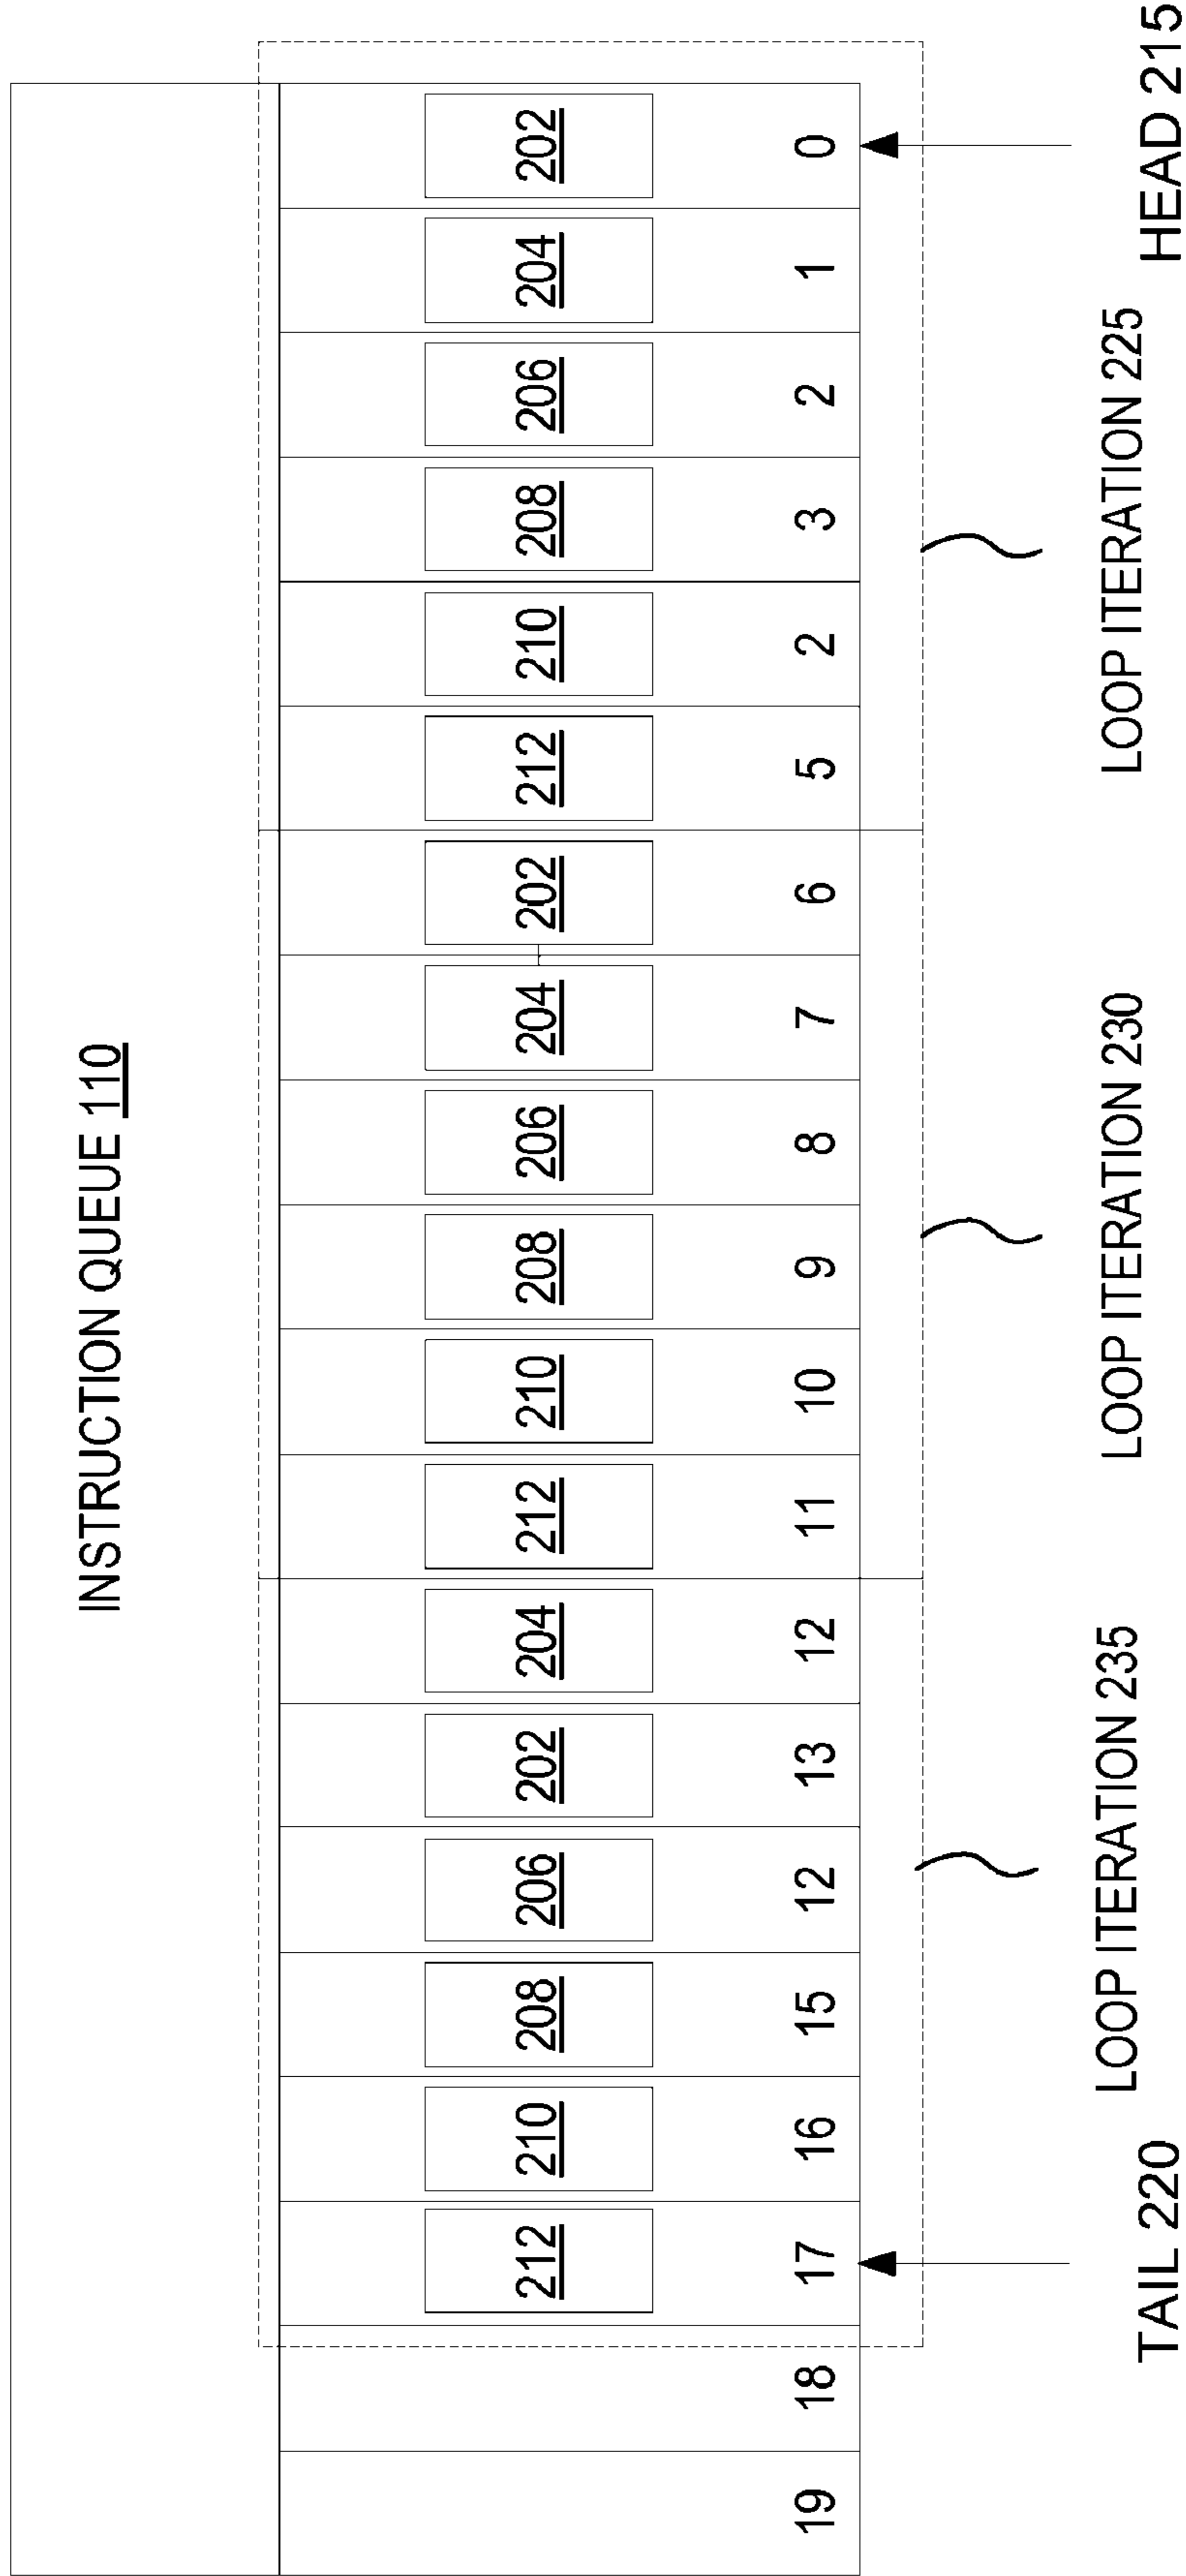 INSTRUCTION QUEUE 110
212 210 208 206 202 204 212 210 208 206 204 202 212 210 208 206 204 202
19 18 17 16 15 12 13 12 11 10 9 8 7 6 5 2 3 2 1 0
LOOP ITERATION 235 LOOP ITERATION 230 LOOP ITERATION 225
TAIL 220 HEAD 215